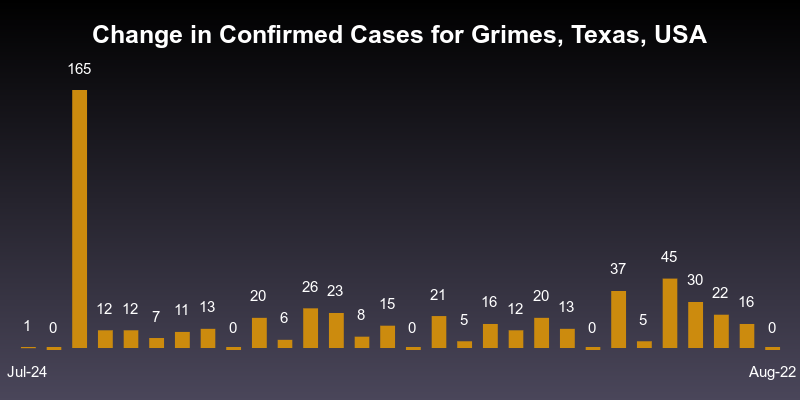 Change in Confirmed Cases for Grimes, Texas, USA
1 0 165 12 12 7 11 13 0 20 6 26 23 8 15 0 21 5 16 12 20 13 0 37 5 45 30 22 16 0
Jul-24 Aug-22